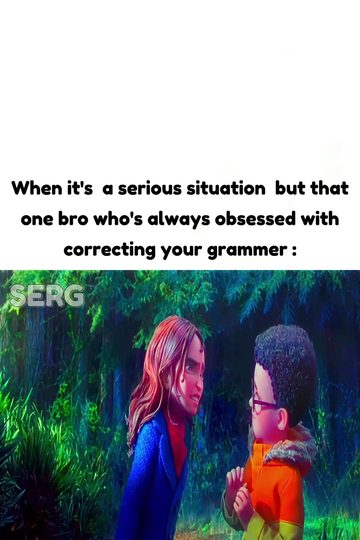 When it's  a serious situation  but that
one bro who's always obsessed with
correcting your grammer :
SERG